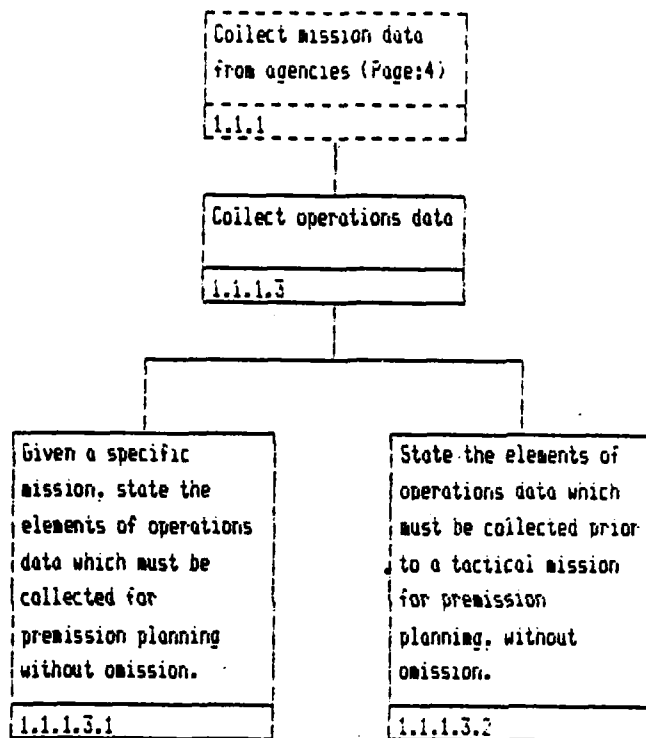 Collect mission data
from agencies (Page:4)
1.1.1
Collect operations data
1.1.1.3
Given a specific
mission, state the
elements of operations
data which must be
collected for
premission planning
without omission.
1.1.1.3.1
State the elements of
operations data which
must be collected prior
to a tactical mission
for premission
planning, without
omission.
1.1.1.3.2